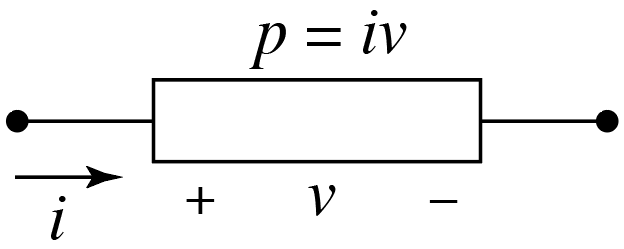 p = iv
+ v −
i